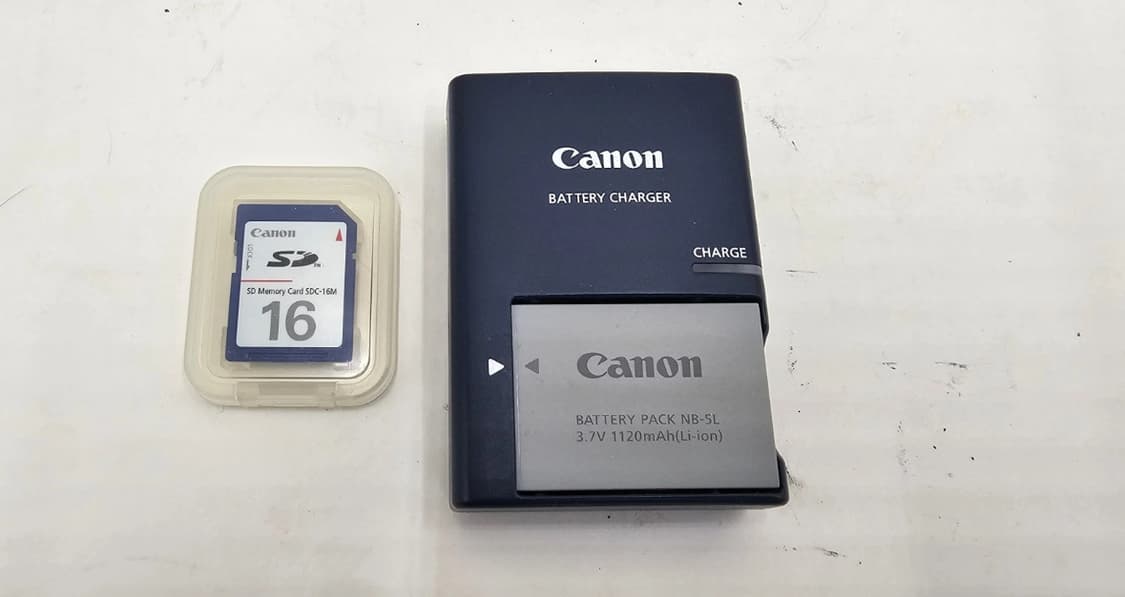 Canon
LOCK
SD
SD Memory Card SDC-16M
16
Canon
BATTERY CHARGER
CHARGE
Canon
BATTERY PACK NB-5L
3.7V 1120mAh(Li-ion)